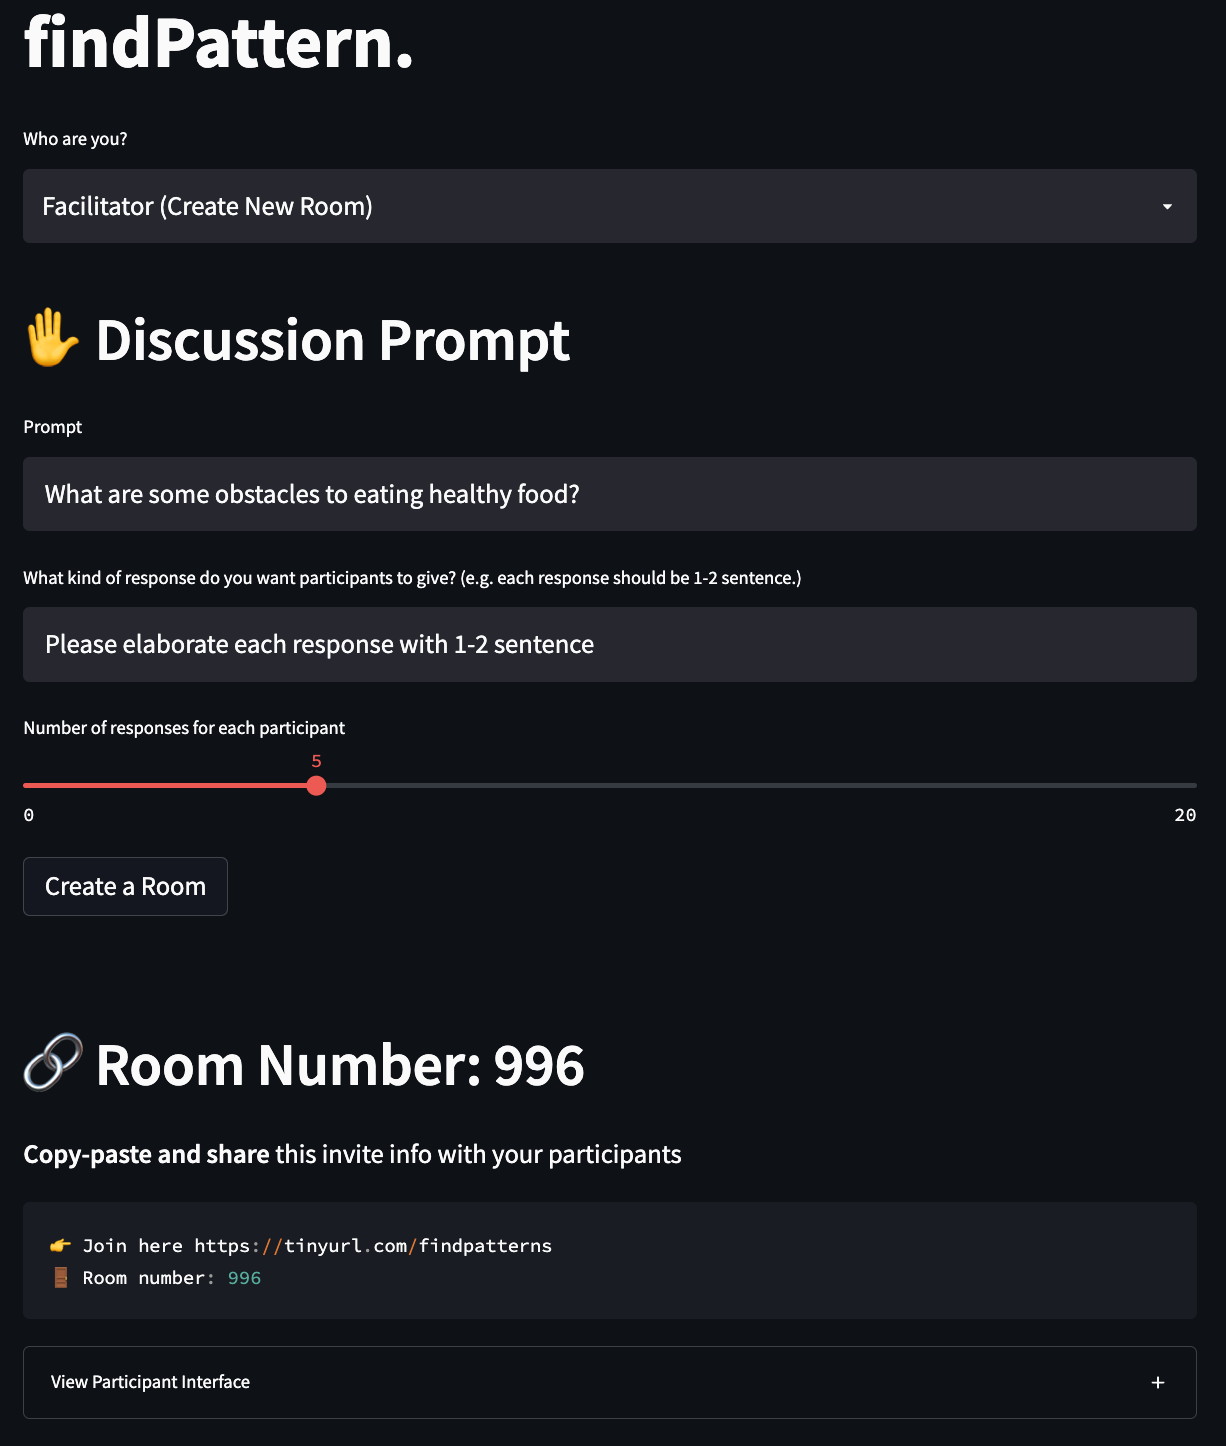 findPattern.
Who are you?
Facilitator (Create New Room)
✋ Discussion Prompt
Prompt
What are some obstacles to eating healthy food?
What kind of response do you want participants to give? (e.g. each response should be 1-2 sentence.)
Please elaborate each response with 1-2 sentence
Number of responses for each participant
5
0
20
Create a Room
🔗 Room Number: 996
Copy-paste and share this invite info with your participants
👉 Join here https://tinyurl.com/findpatterns
🚪 Room number: 996
View Participant Interface